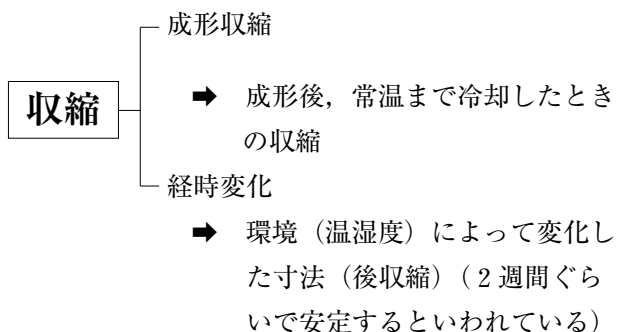 成形収縮
収縮
➡ 成形後，常温まで冷却したとき
の収縮
経時変化
➡ 環境（温湿度）によって変化し
た寸法（後収縮）（2週間ぐら
いで安定するといわれている）